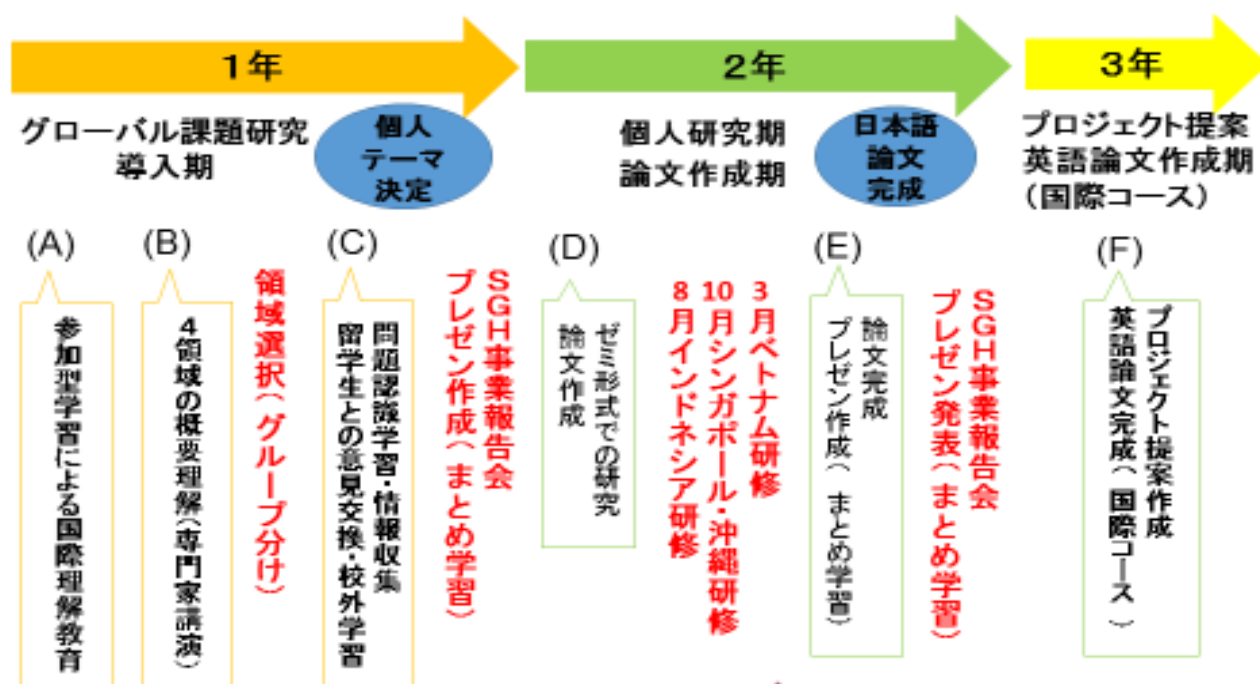 1年
2年
3年
グローバル課題研究
導入期
個人
テーマ
決定
個人研究期
論文作成期
日本語
論文
完成
プロジェクト提案
英語論文作成期
(国際コース)
(A)
参加型学習による国際理解教育
(B)
4領域の概要理解(専門家講演)
領域選択(グループ分け)
(C)
問題認識学習・情報収集
留学生との意見交換・校外学習
SGH事業報告会
プレゼン作成(まとめ学習)
(D)
ゼミ形式での研究
論文作成
3月ベトナム研修
10月シンガポール・沖縄研修
8月インドネシア研修
(E)
論文完成
プレゼン作成(まとめ学習)
SGH事業報告会
プレゼン発表(まとめ学習)
(F)
プロジェクト提案作成
英語論文完成(国際コース)